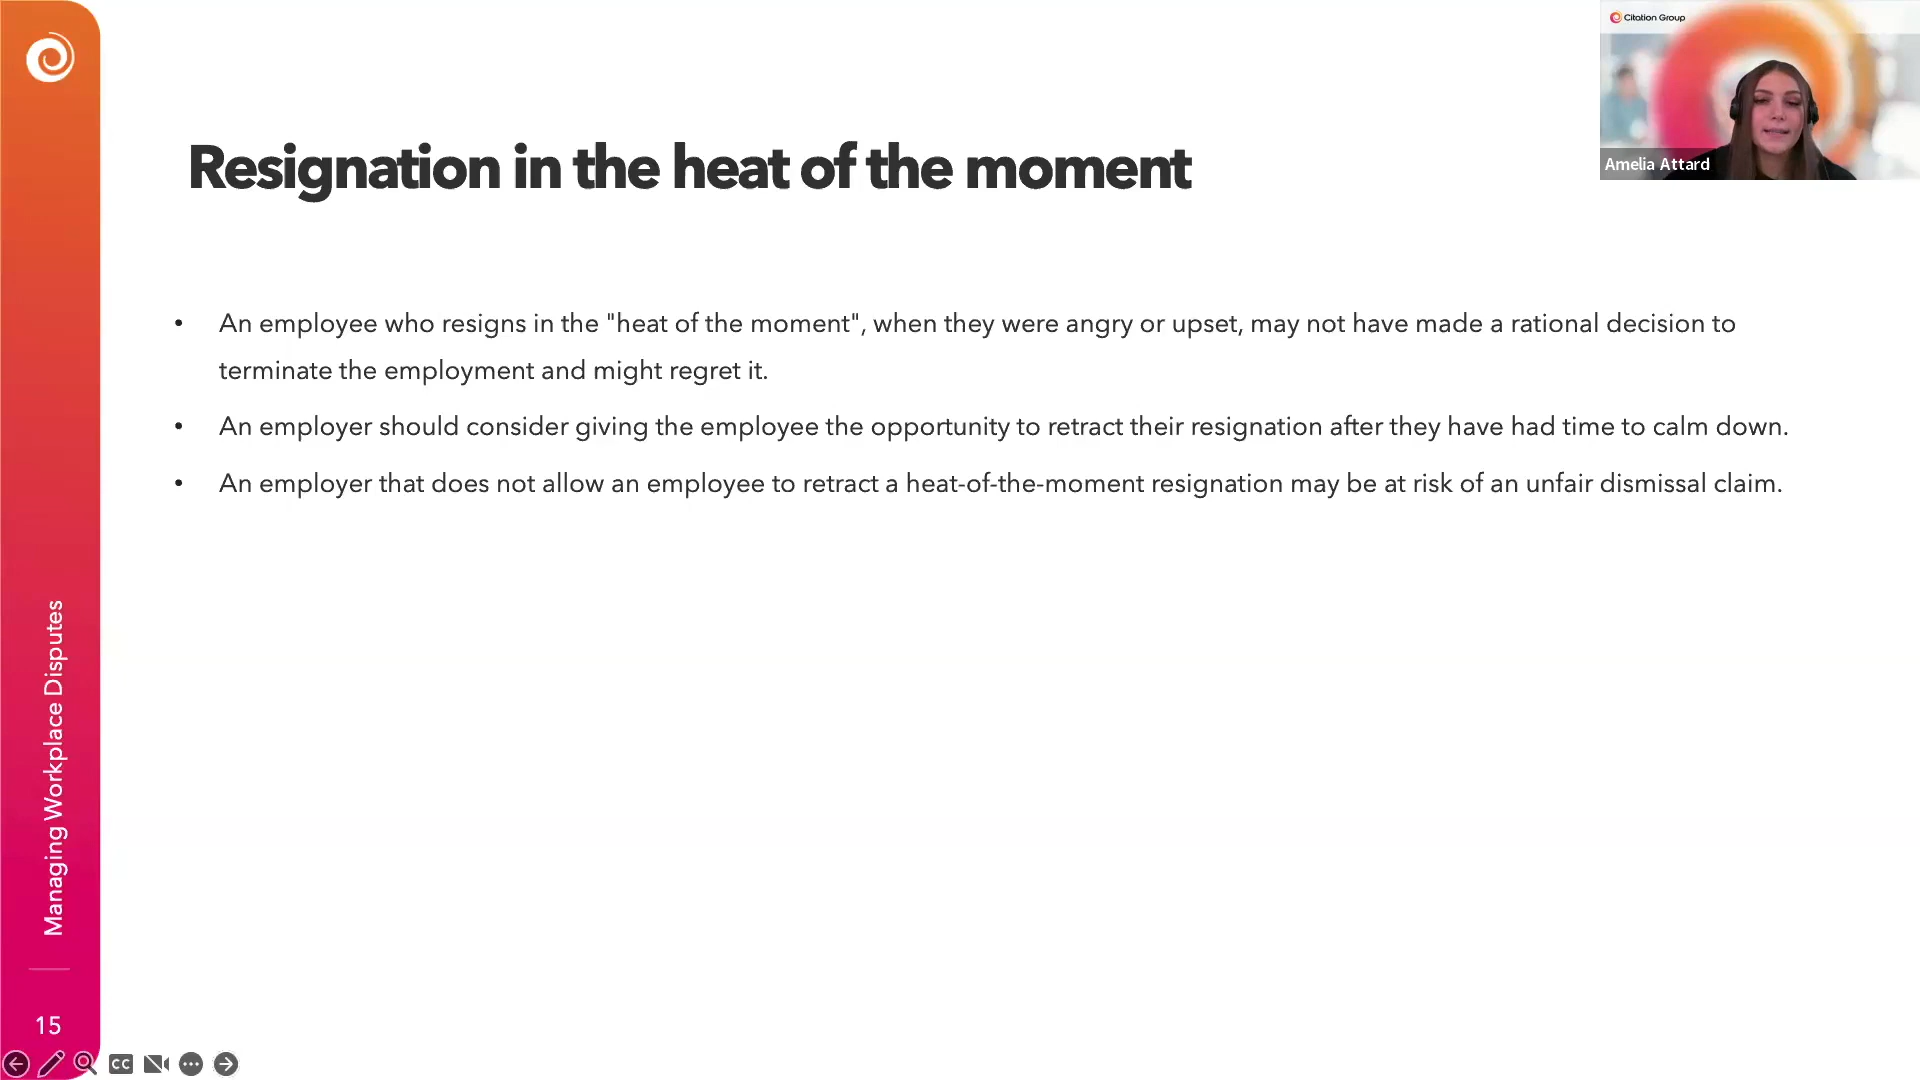 Citation Group
Amelia Attard
Resignation in the heat of the moment
• An employee who resigns in the "heat of the moment", when they were angry or upset, may not have made a rational decision to
terminate the employment and might regret it.
• An employer should consider giving the employee the opportunity to retract their resignation after they have had time to calm down.
• An employer that does not allow an employee to retract a heat-of-the-moment resignation may be at risk of an unfair dismissal claim.
Managing Workplace Disputes
15
CC